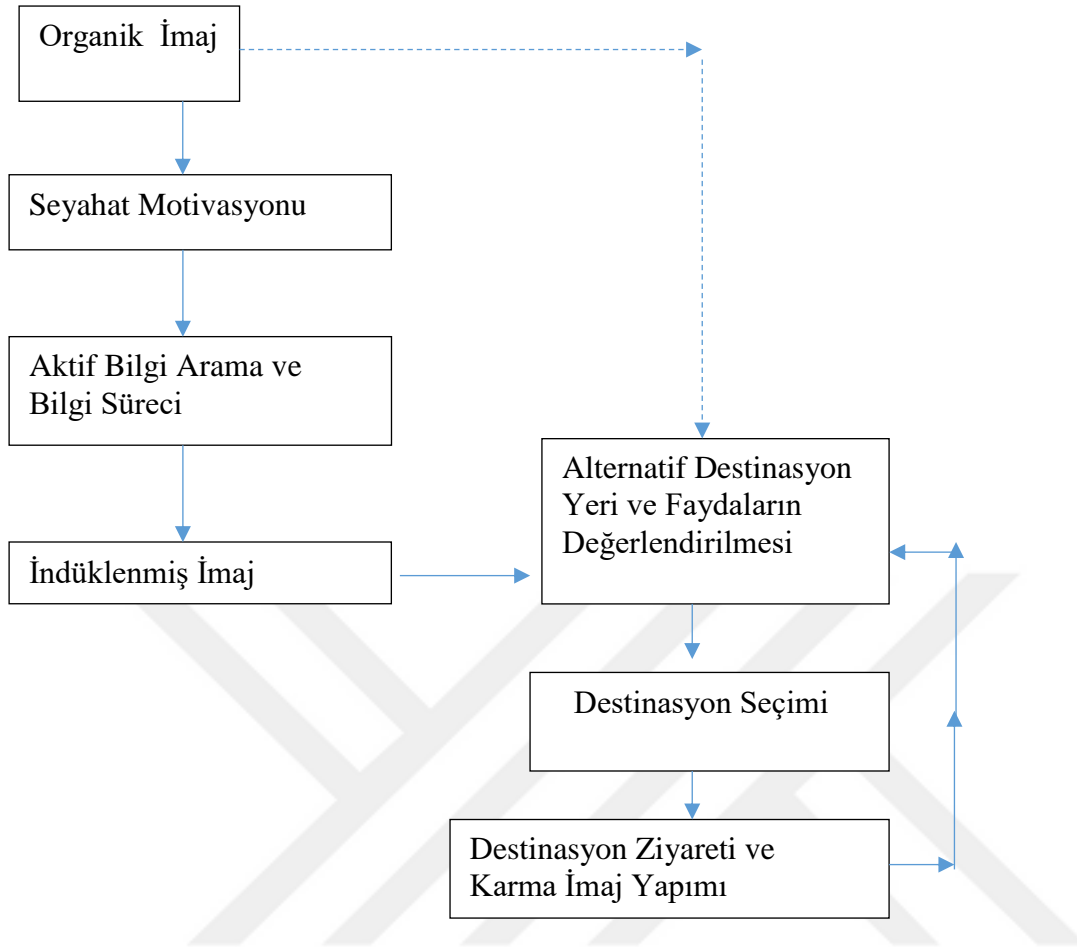 Organik İmaj
Seyahat Motivasyonu
Aktif Bilgi Arama ve
Bilgi Süreci
İndüklenmiş İmaj
Alternatif Destinasyon
Yeri ve Faydaların
Değerlendirilmesi
Destinasyon Seçimi
Destinasyon Ziyareti ve
Karma İmaj Yapımı